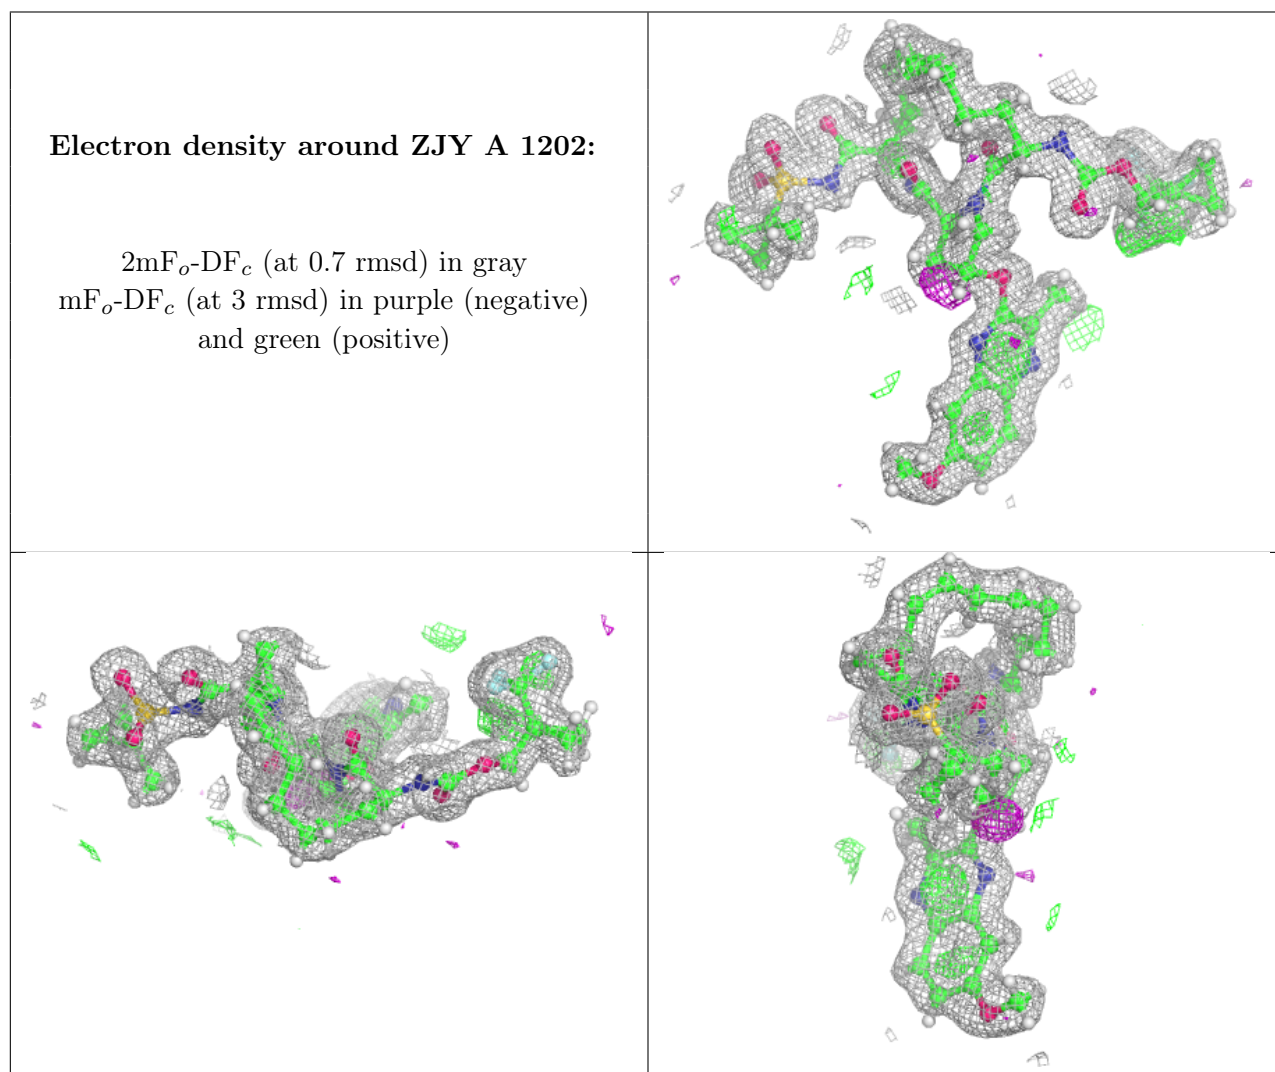 Electron density around ZJY A 1202:
2mFo-DFc (at 0.7 rmsd) in gray
mFo-DFc (at 3 rmsd) in purple (negative)
and green (positive)